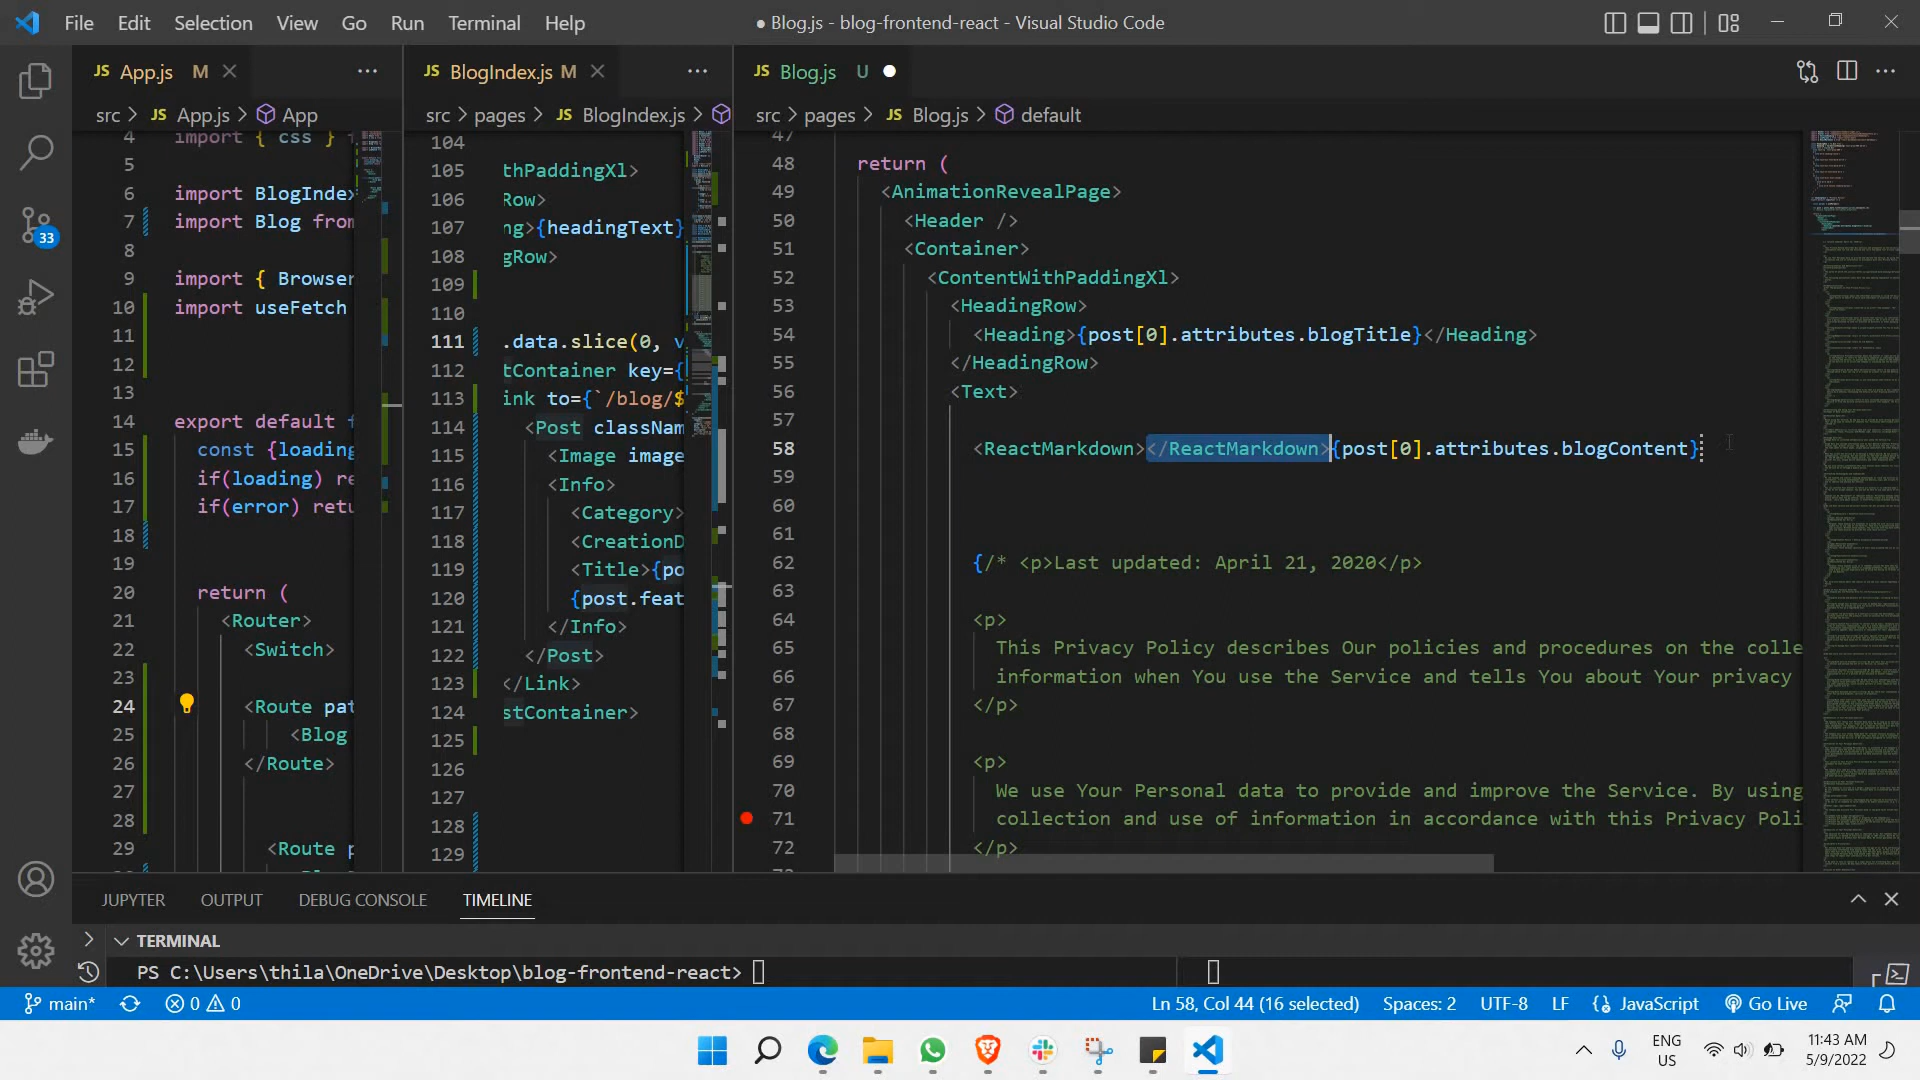 File Edit Selection View Go Run Terminal Help
● Blog.js - blog-frontend-react - Visual Studio Code
JS App.js M
JS BlogIndex.js M
JS Blog.js U
src > JS App.js > App
src > pages > JS BlogIndex.js >
src > pages > JS Blog.js > default
4 import { css }
5
6 import BlogIndex
7 import Blog from
8
9 import { Browser
10 import useFetch
11
12
13
14 export default f
15 const {loading
16 if(loading) re
17 if(error) retu
18
19
20 return (
21 <Router>
22 <Switch>
23
24 <Route pat
25 <Blog
26 </Route>
27
28
29 <Route p
104
105 thPaddingXl>
106 Row>
107 ng>{headingText}
108 gRow>
109
110
111 .data.slice(0, v
112 tContainer key={
113 ink to={`/blog/$
114 <Post classNam
115 <Image image
116 <Info>
117 <Category>
118 <CreationD
119 <Title>{po
120 {post.feat
121 </Info>
122 </Post>
123 </Link>
124 stContainer>
125
126
127
128
129
47
48 return (
49 <AnimationRevealPage>
50 <Header />
51 <Container>
52 <ContentWithPaddingXl>
53 <HeadingRow>
54 <Heading>{post[0].attributes.blogTitle}</Heading>
55 </HeadingRow>
56 <Text>
57
58 <ReactMarkdown></ReactMarkdown>{post[0].attributes.blogContent}
59
60
61
62 {/* <p>Last updated: April 21, 2020</p>
63
64 <p>
65 This Privacy Policy describes Our policies and procedures on the colle
66 information when You use the Service and tells You about Your privacy
67 </p>
68
69 <p>
70 We use Your Personal data to provide and improve the Service. By using
71 collection and use of information in accordance with this Privacy Poli
72 </p>
33
JUPYTER OUTPUT DEBUG CONSOLE TIMELINE
TERMINAL
PS C:\Users\thila\OneDrive\Desktop\blog-frontend-react>
main* 0 0
Ln 58, Col 44 (16 selected) Spaces: 2 UTF-8 LF JavaScript Go Live
ENG
US
11:43 AM
5/9/2022